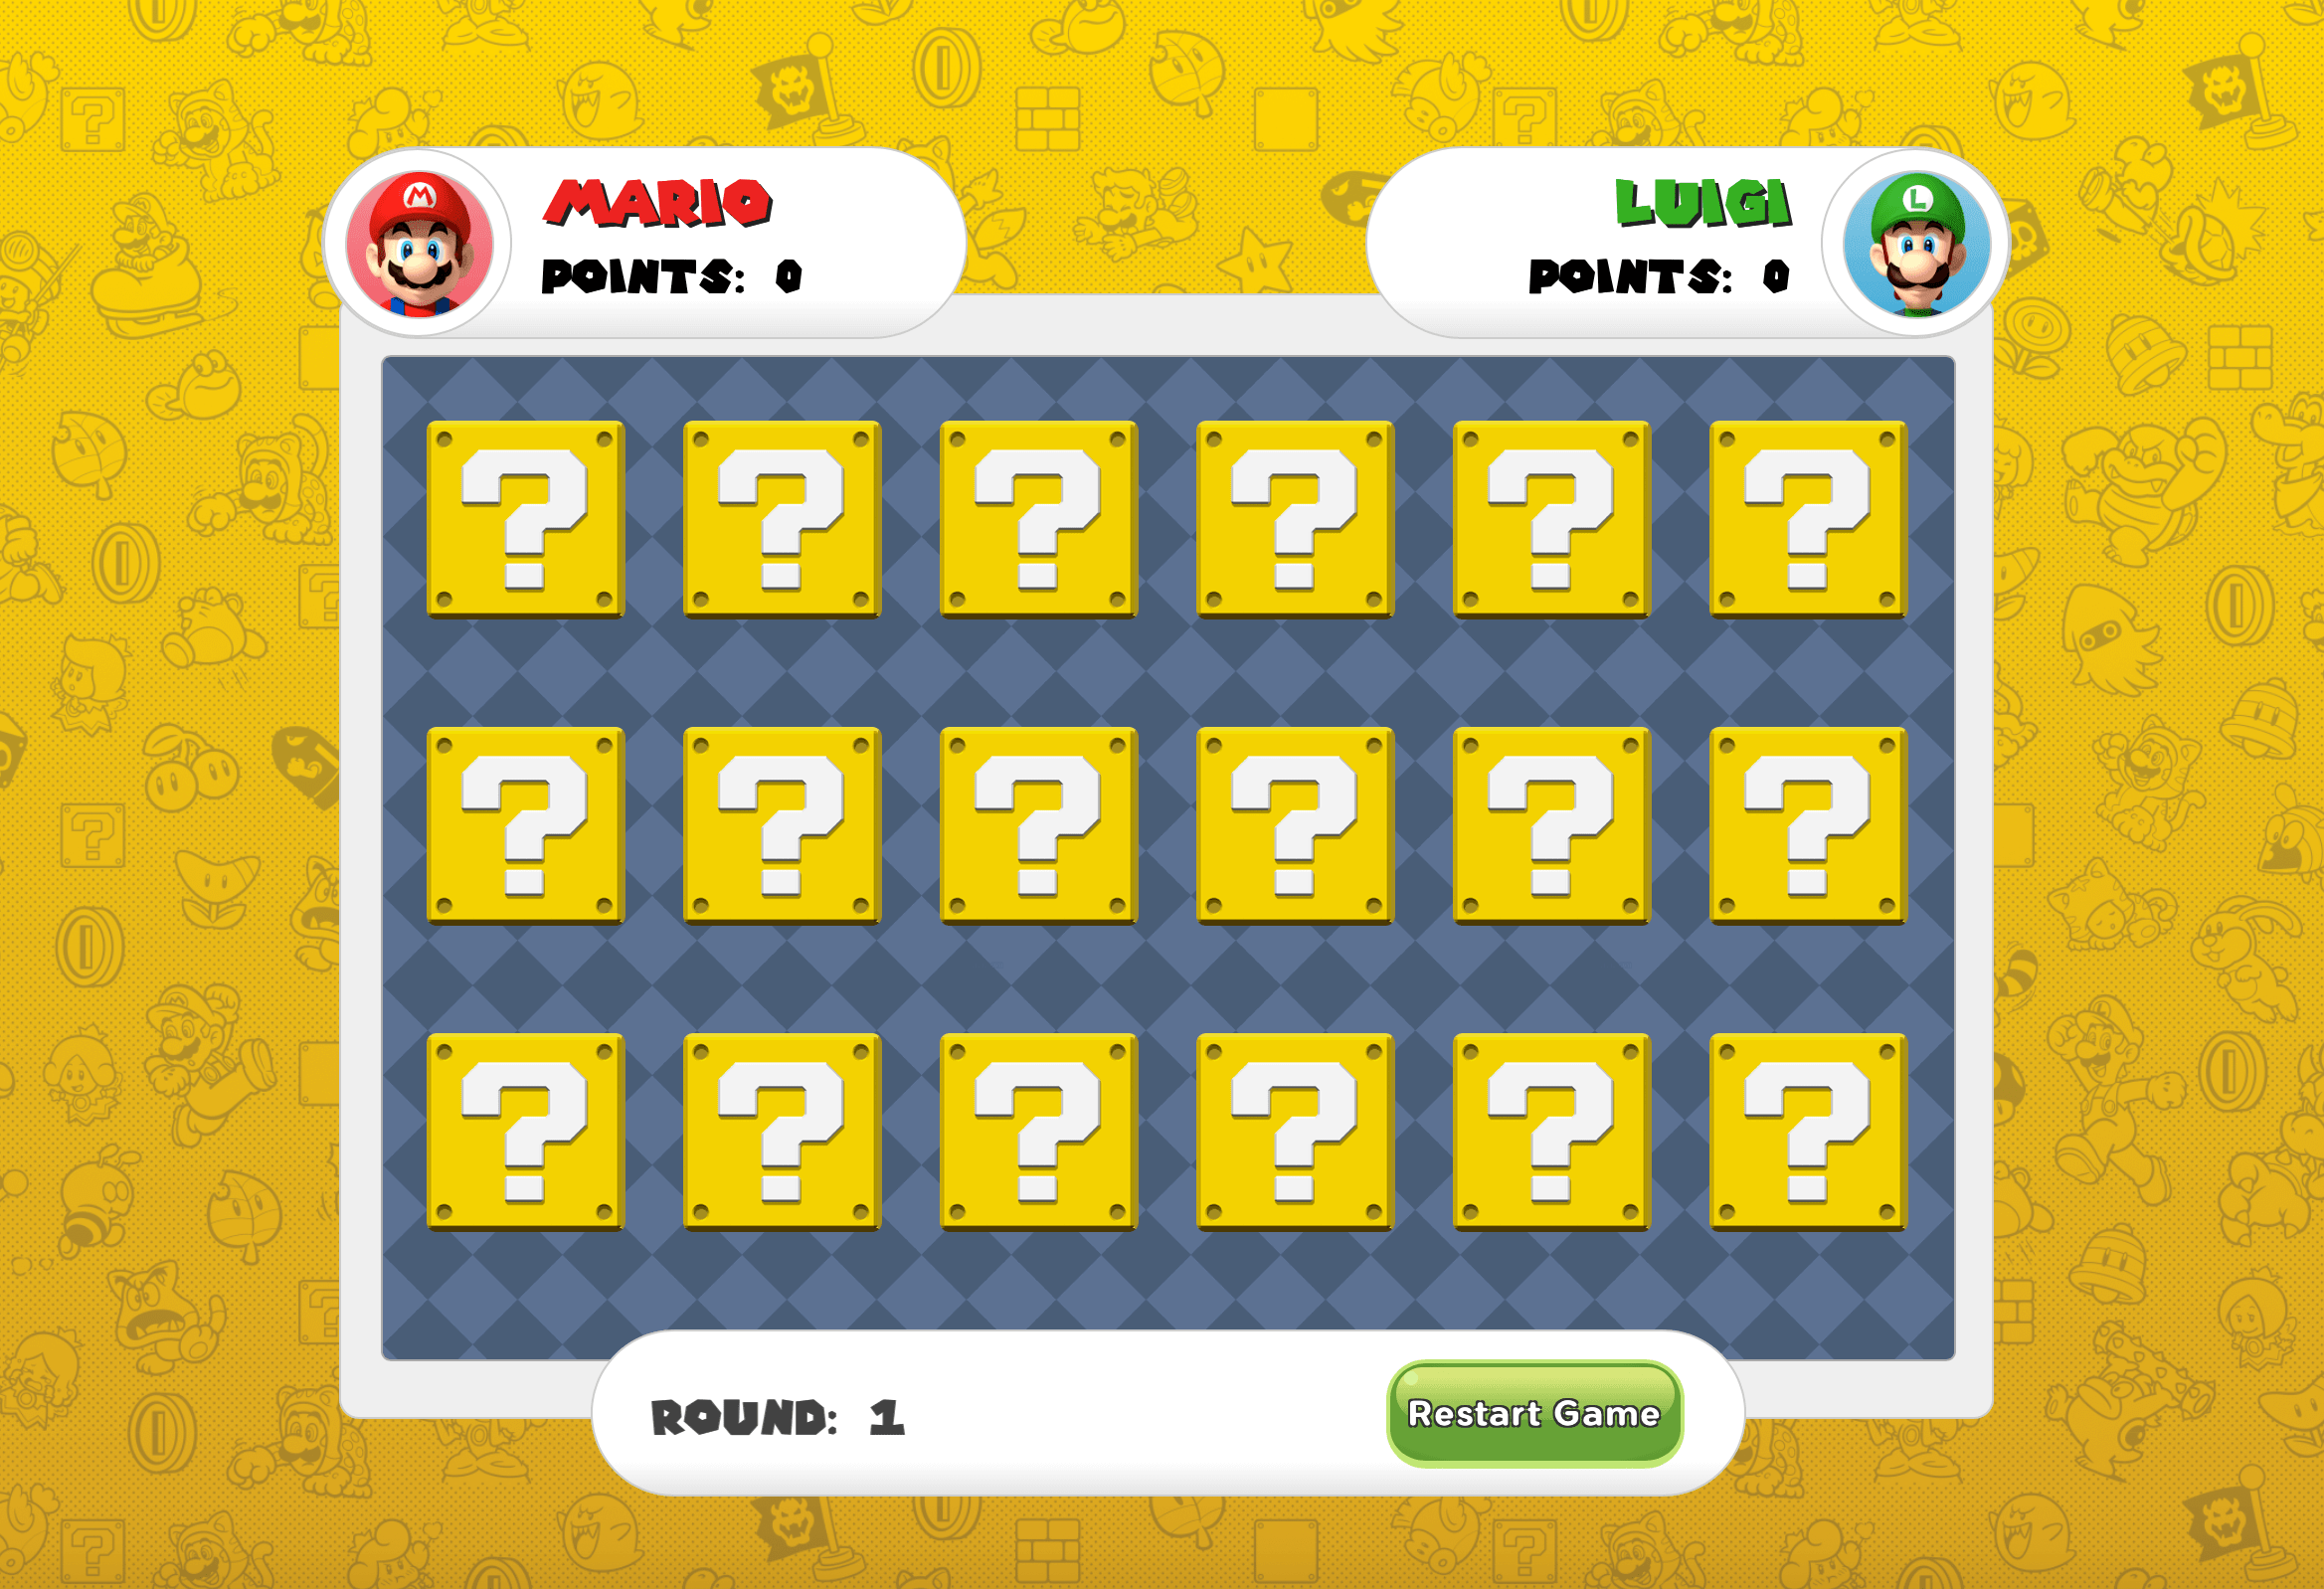 MARIO
POINTS: 0
LUIGI
POINTS: 0
? ? ? ? ? ?
? ? ? ? ? ?
? ? ? ? ? ?
ROUND: 1
Restart Game